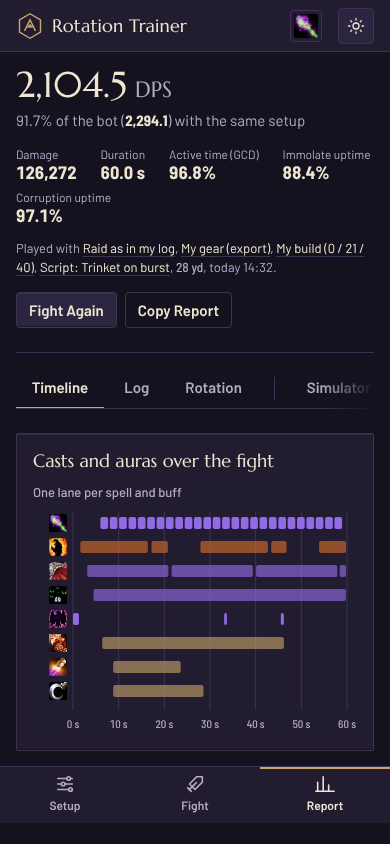 Rotation Trainer
2,104.5 DPS
91.7% of the bot (2,294.1) with the same setup
Damage
126,272
Duration
60.0 s
Active time (GCD)
96.8%
Immolate uptime
88.4%
Corruption uptime
97.1%
Played with Raid as in my log, My gear (export), My build (0 / 21 /
40), Script: Trinket on burst, 28 yd, today 14:32.
Fight Again
Copy Report
Timeline
Log
Rotation
Simulator
Casts and auras over the fight
One lane per spell and buff
0 s 10 s 20 s 30 s 40 s 50 s 60 s
Setup
Fight
Report